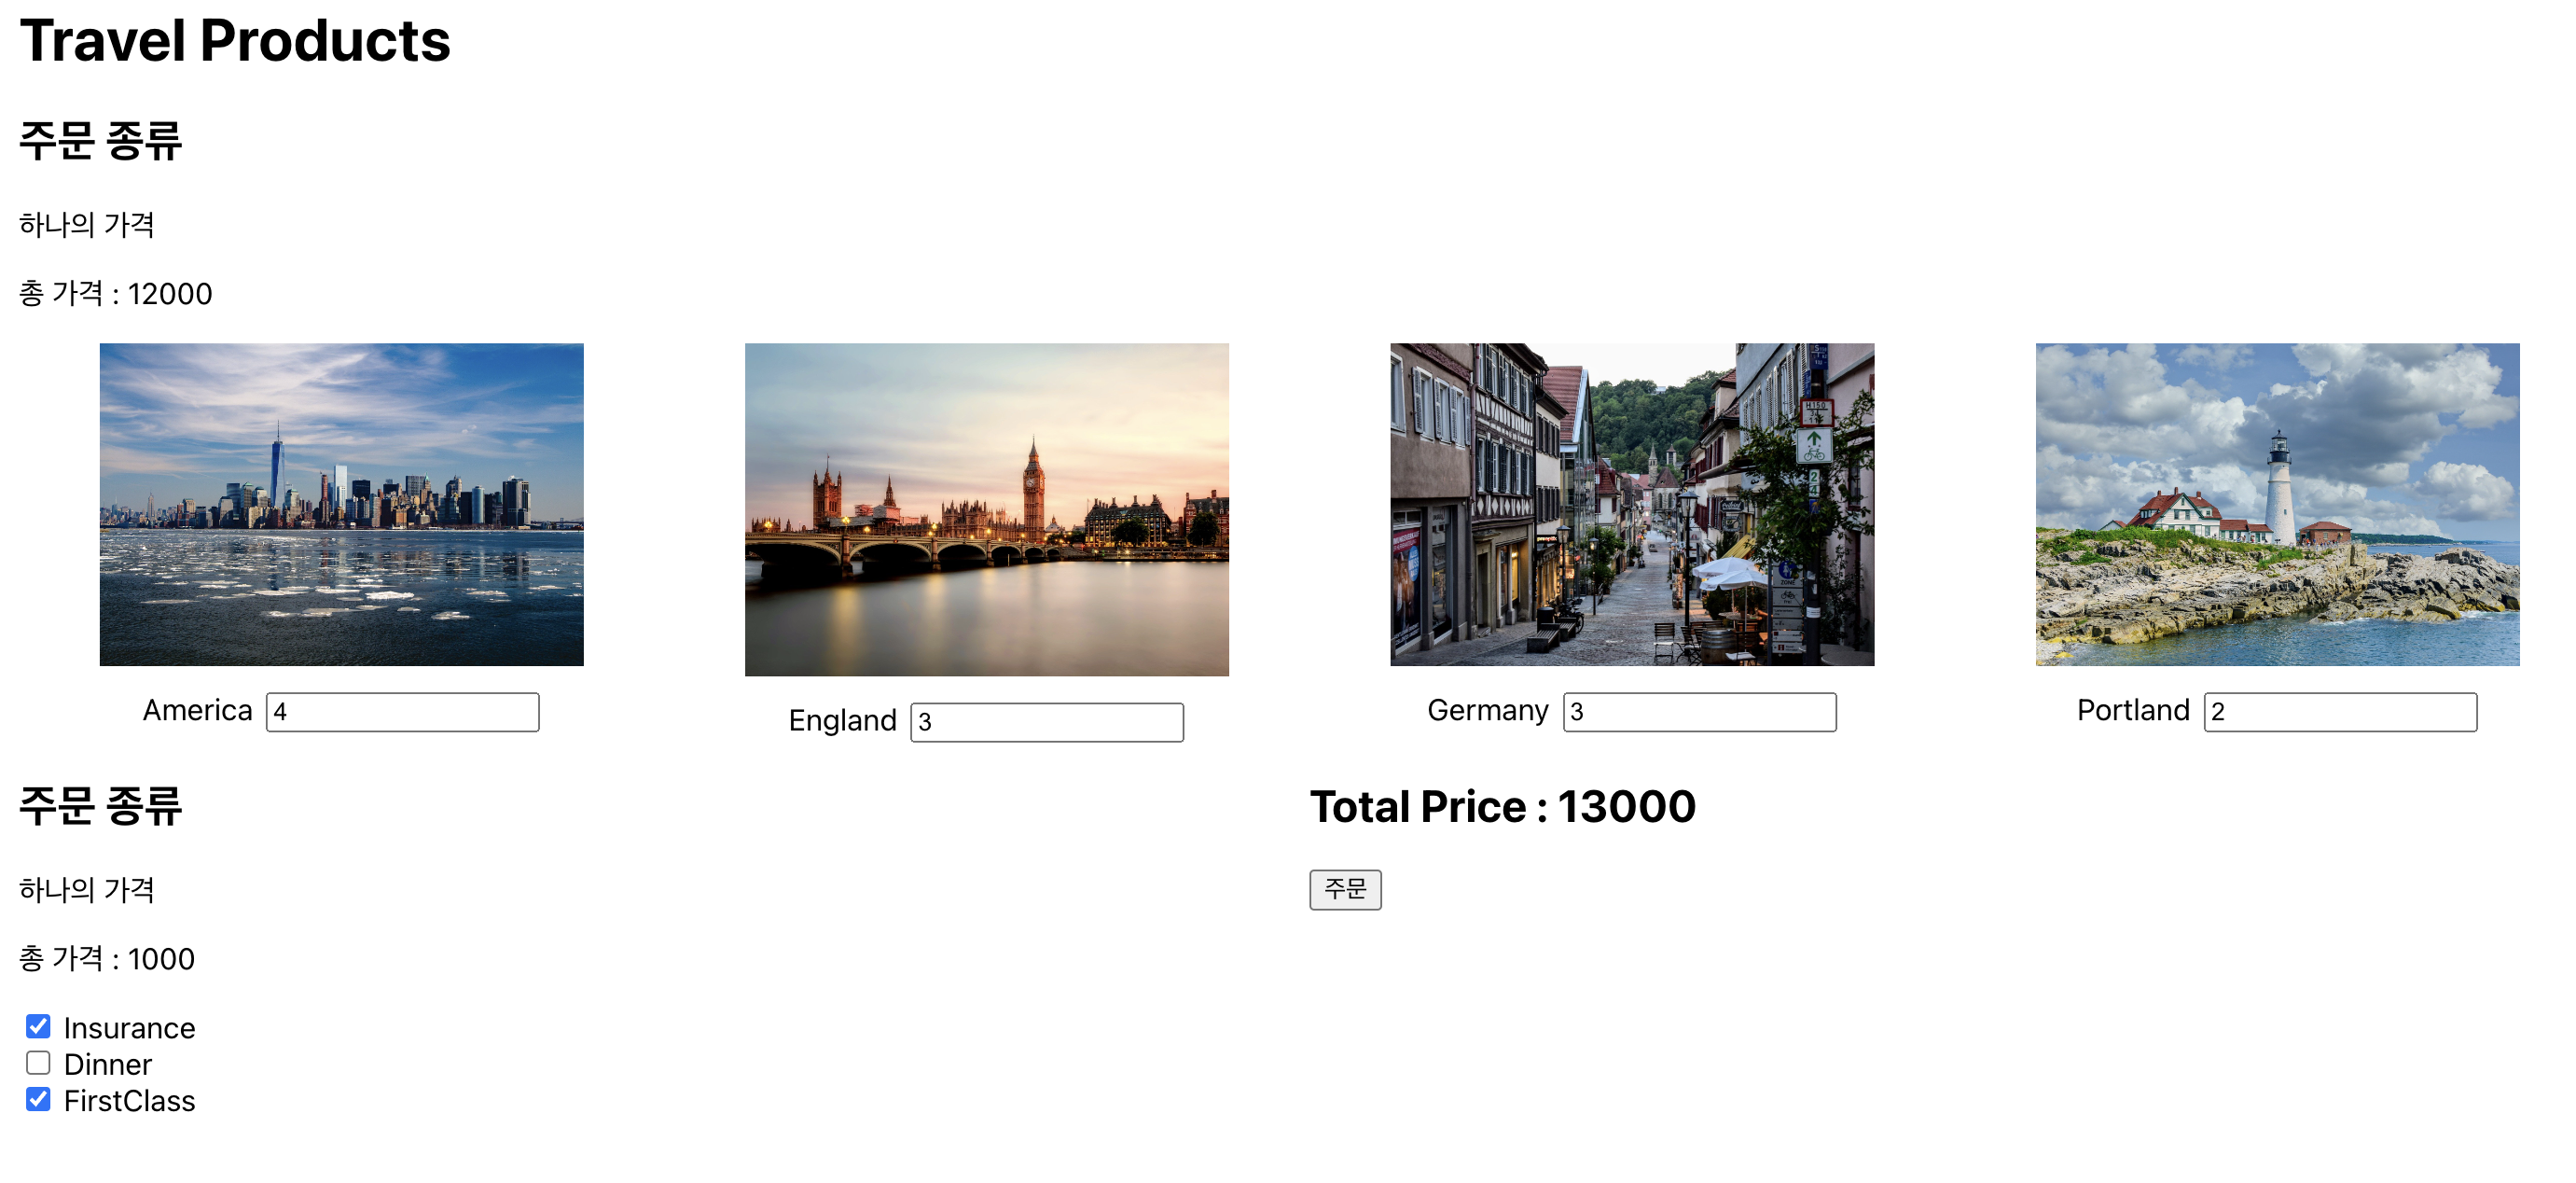 Travel Products
주문 종류
하나의 가격
총 가격 : 12000
America 4
England 3
Germany 3
Portland 2
주문 종류
하나의 가격
총 가격 : 1000
Insurance
Dinner
FirstClass
Total Price : 13000
주문